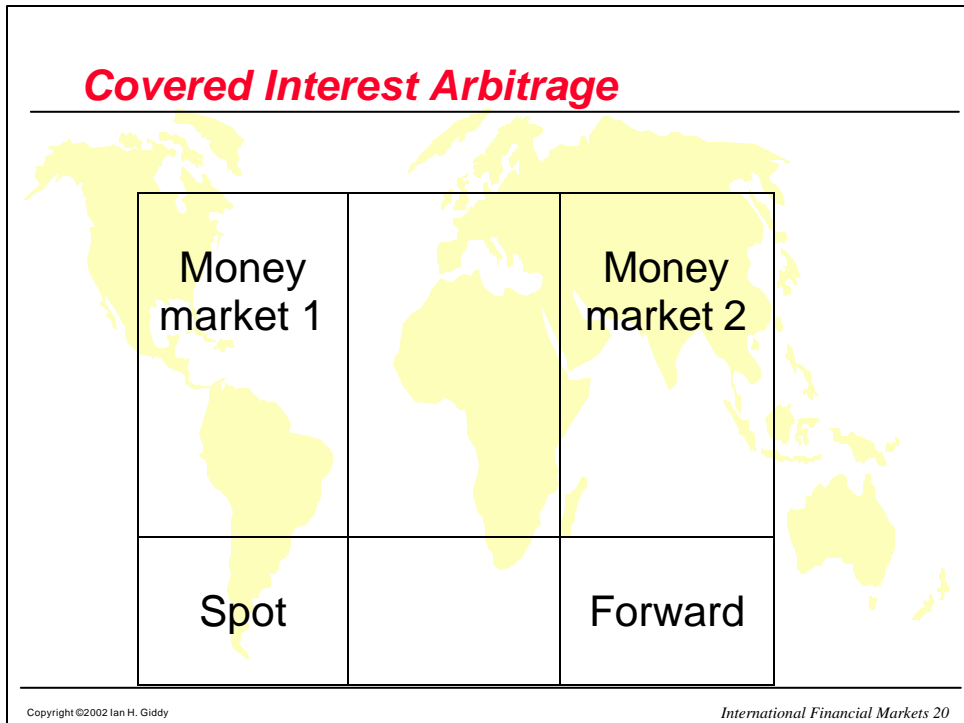 Covered Interest Arbitrage
Money
market 1
Money
market 2
Spot
Forward
Copyright ©2002 Ian H. Giddy
International Financial Markets 20